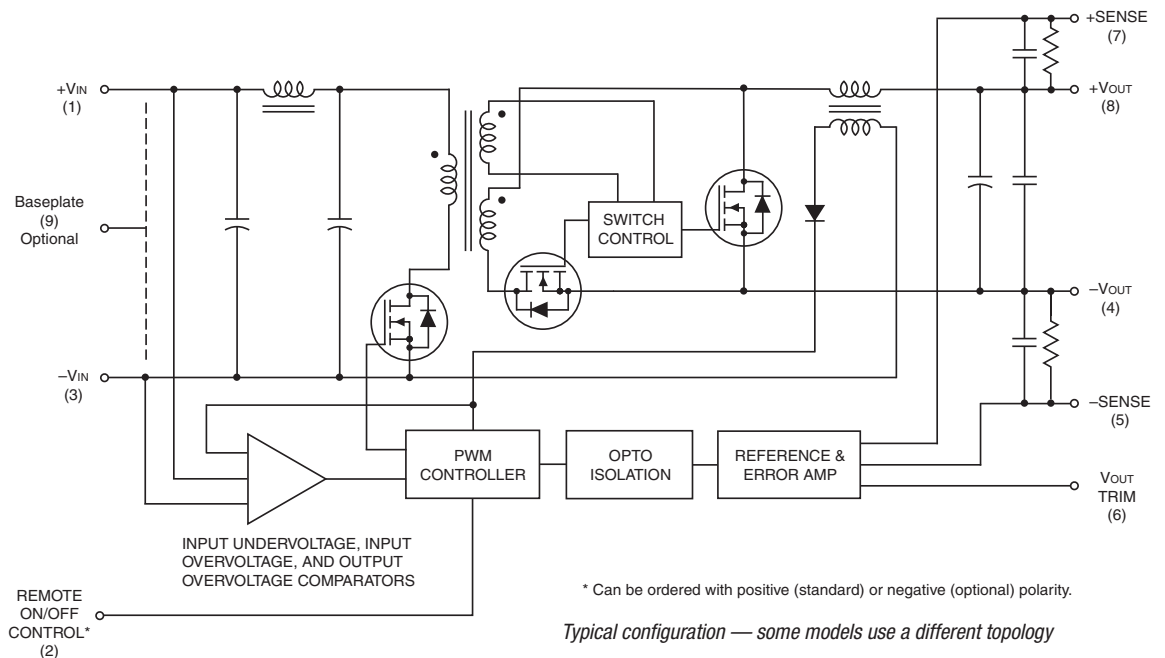 +SENSE
(7)
+VIN
(1)
+VOUT
(8)
Baseplate
(9)
Optional
SWITCH
CONTROL
–VOUT
(4)
–VIN
(3)
–SENSE
(5)
PWM
CONTROLLER
OPTO
ISOLATION
REFERENCE &
ERROR AMP
VOUT
TRIM
(6)
INPUT UNDERVOLTAGE, INPUT
OVERVOLTAGE, AND OUTPUT
OVERVOLTAGE COMPARATORS
REMOTE
ON/OFF
CONTROL*
(2)
* Can be ordered with positive (standard) or negative (optional) polarity.
Typical configuration — some models use a different topology